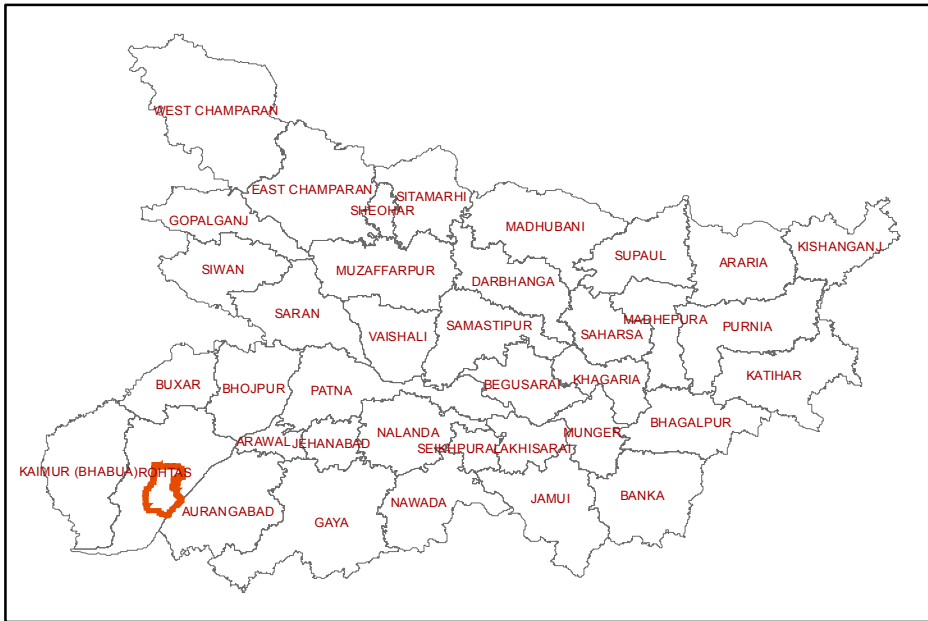 WEST CHAMPARAN
EAST CHAMPARAN
SITAMARHI
SHEOHAR
GOPALGANJ
MADHUBANI
KISHANGANJ
SUPAUL
ARARIA
SIWAN
MUZAFFARPUR
DARBHANGA
SARAN
MADHEPURA
SAMASTIPUR
PURNIA
VAISHALI
SAHARSA
KATIHAR
BUXAR
BHOJPUR
PATNA
BEGUSARAI
KHAGARIA
BHAGALPUR
NALANDA
MUNGER
ARAWAL
JEHANABAD
SEIKHPURA
LAKHISARAI
KAIMUR (BHABUA)
ROHTAS
BANKA
JAMUI
NAWADA
AURANGABAD
GAYA